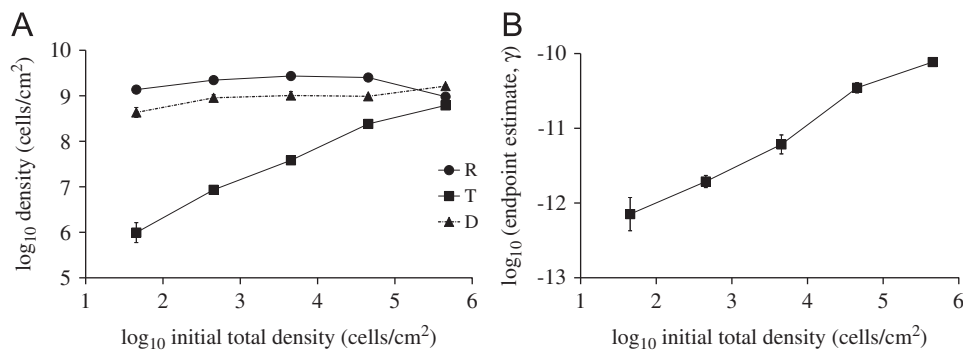 A
log10 density (cells/cm2)
10
9
8
7
6
5
R
T
D
1 2 3 4 5 6
log10 initial total density (cells/cm2)
B
log10 (endpoint estimate, γ)
-10
-11
-12
-13
1 2 3 4 5 6
log10 initial total density (cells/cm2)